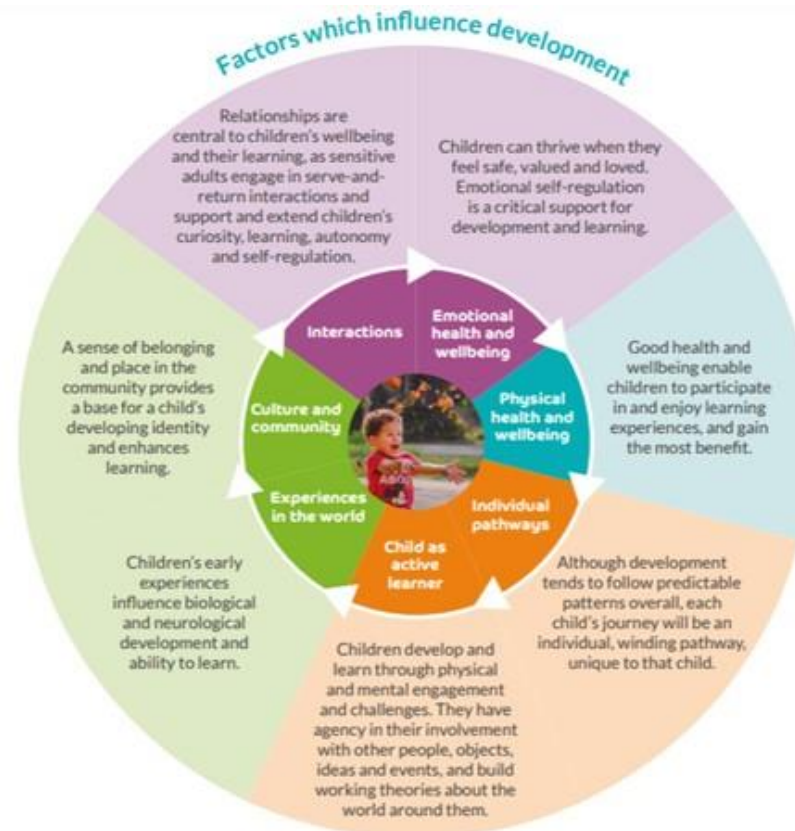 Factors which influence development
Relationships are
central to children's wellbeing
and their learning, as sensitive
adults engage in serve-and-
return interactions and
support and extend children's
curiosity, learning, autonomy
and self-regulation.
Children can thrive when they
feel safe, valued and loved.
Emotional self-regulation
is a critical support for
development and learning.
Good health and
wellbeing enable
children to participate
in and enjoy learning
experiences, and gain
the most benefit.
Although development
tends to follow predictable
patterns overall, each
child's journey will be an
individual, winding pathway,
unique to that child.
Children develop and
learn through physical
and mental engagement
and challenges. They have
agency in their involvement
with other people, objects,
ideas and events, and build
working theories about the
world around them.
Children's early
experiences
influence biological
and neurological
development and
ability to learn.
A sense of belonging
and place in the
community provides
a base for a child's
developing identity
and enhances
learning.
Interactions
Emotional
health and
wellbeing
Physical
health and
wellbeing
Individual
pathways
Child as
active
learner
Experiences
in the world
Culture and
community